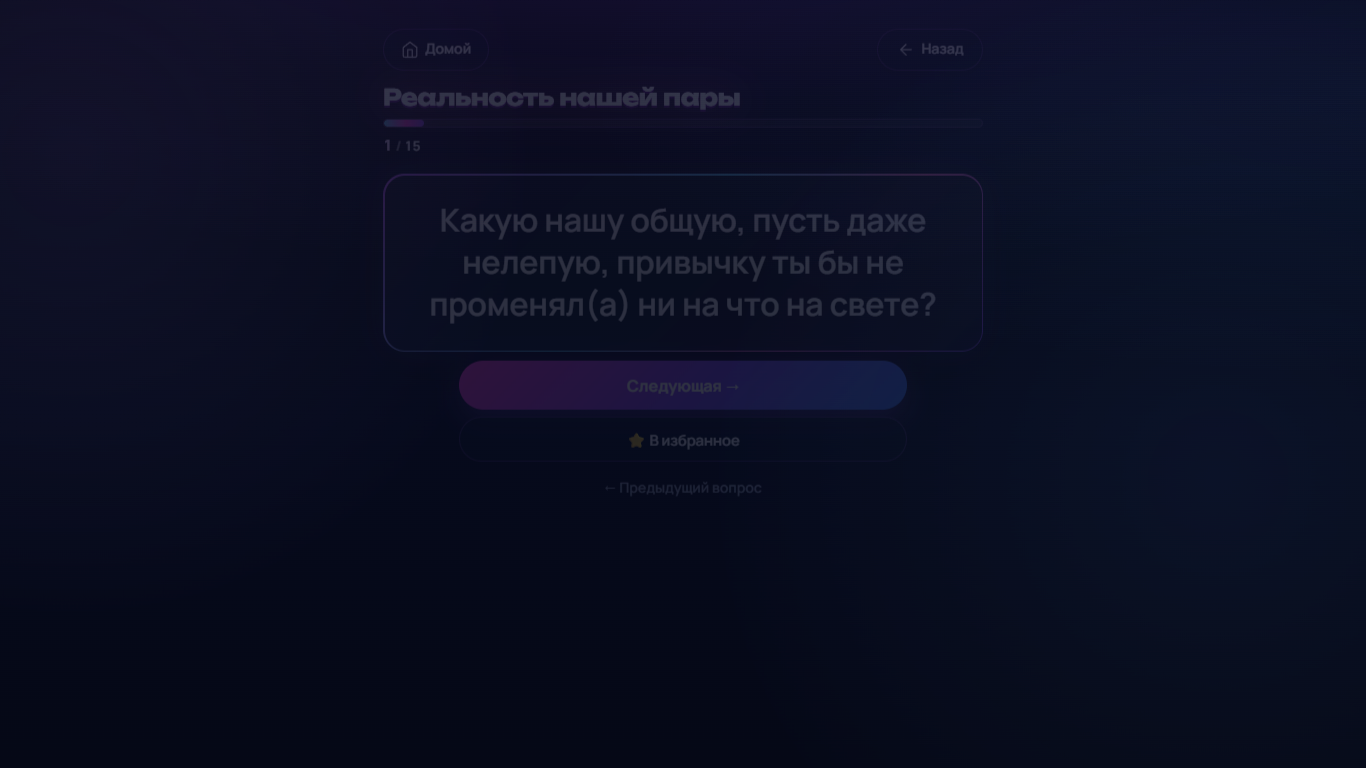 Домой
Назад
Реальность нашей пары
1 / 15
Какую нашу общую, пусть даже
нелепую, привычку ты бы не
променял(а) ни на что на свете?
Следующая →
⭐ В избранное
← Предыдущий вопрос